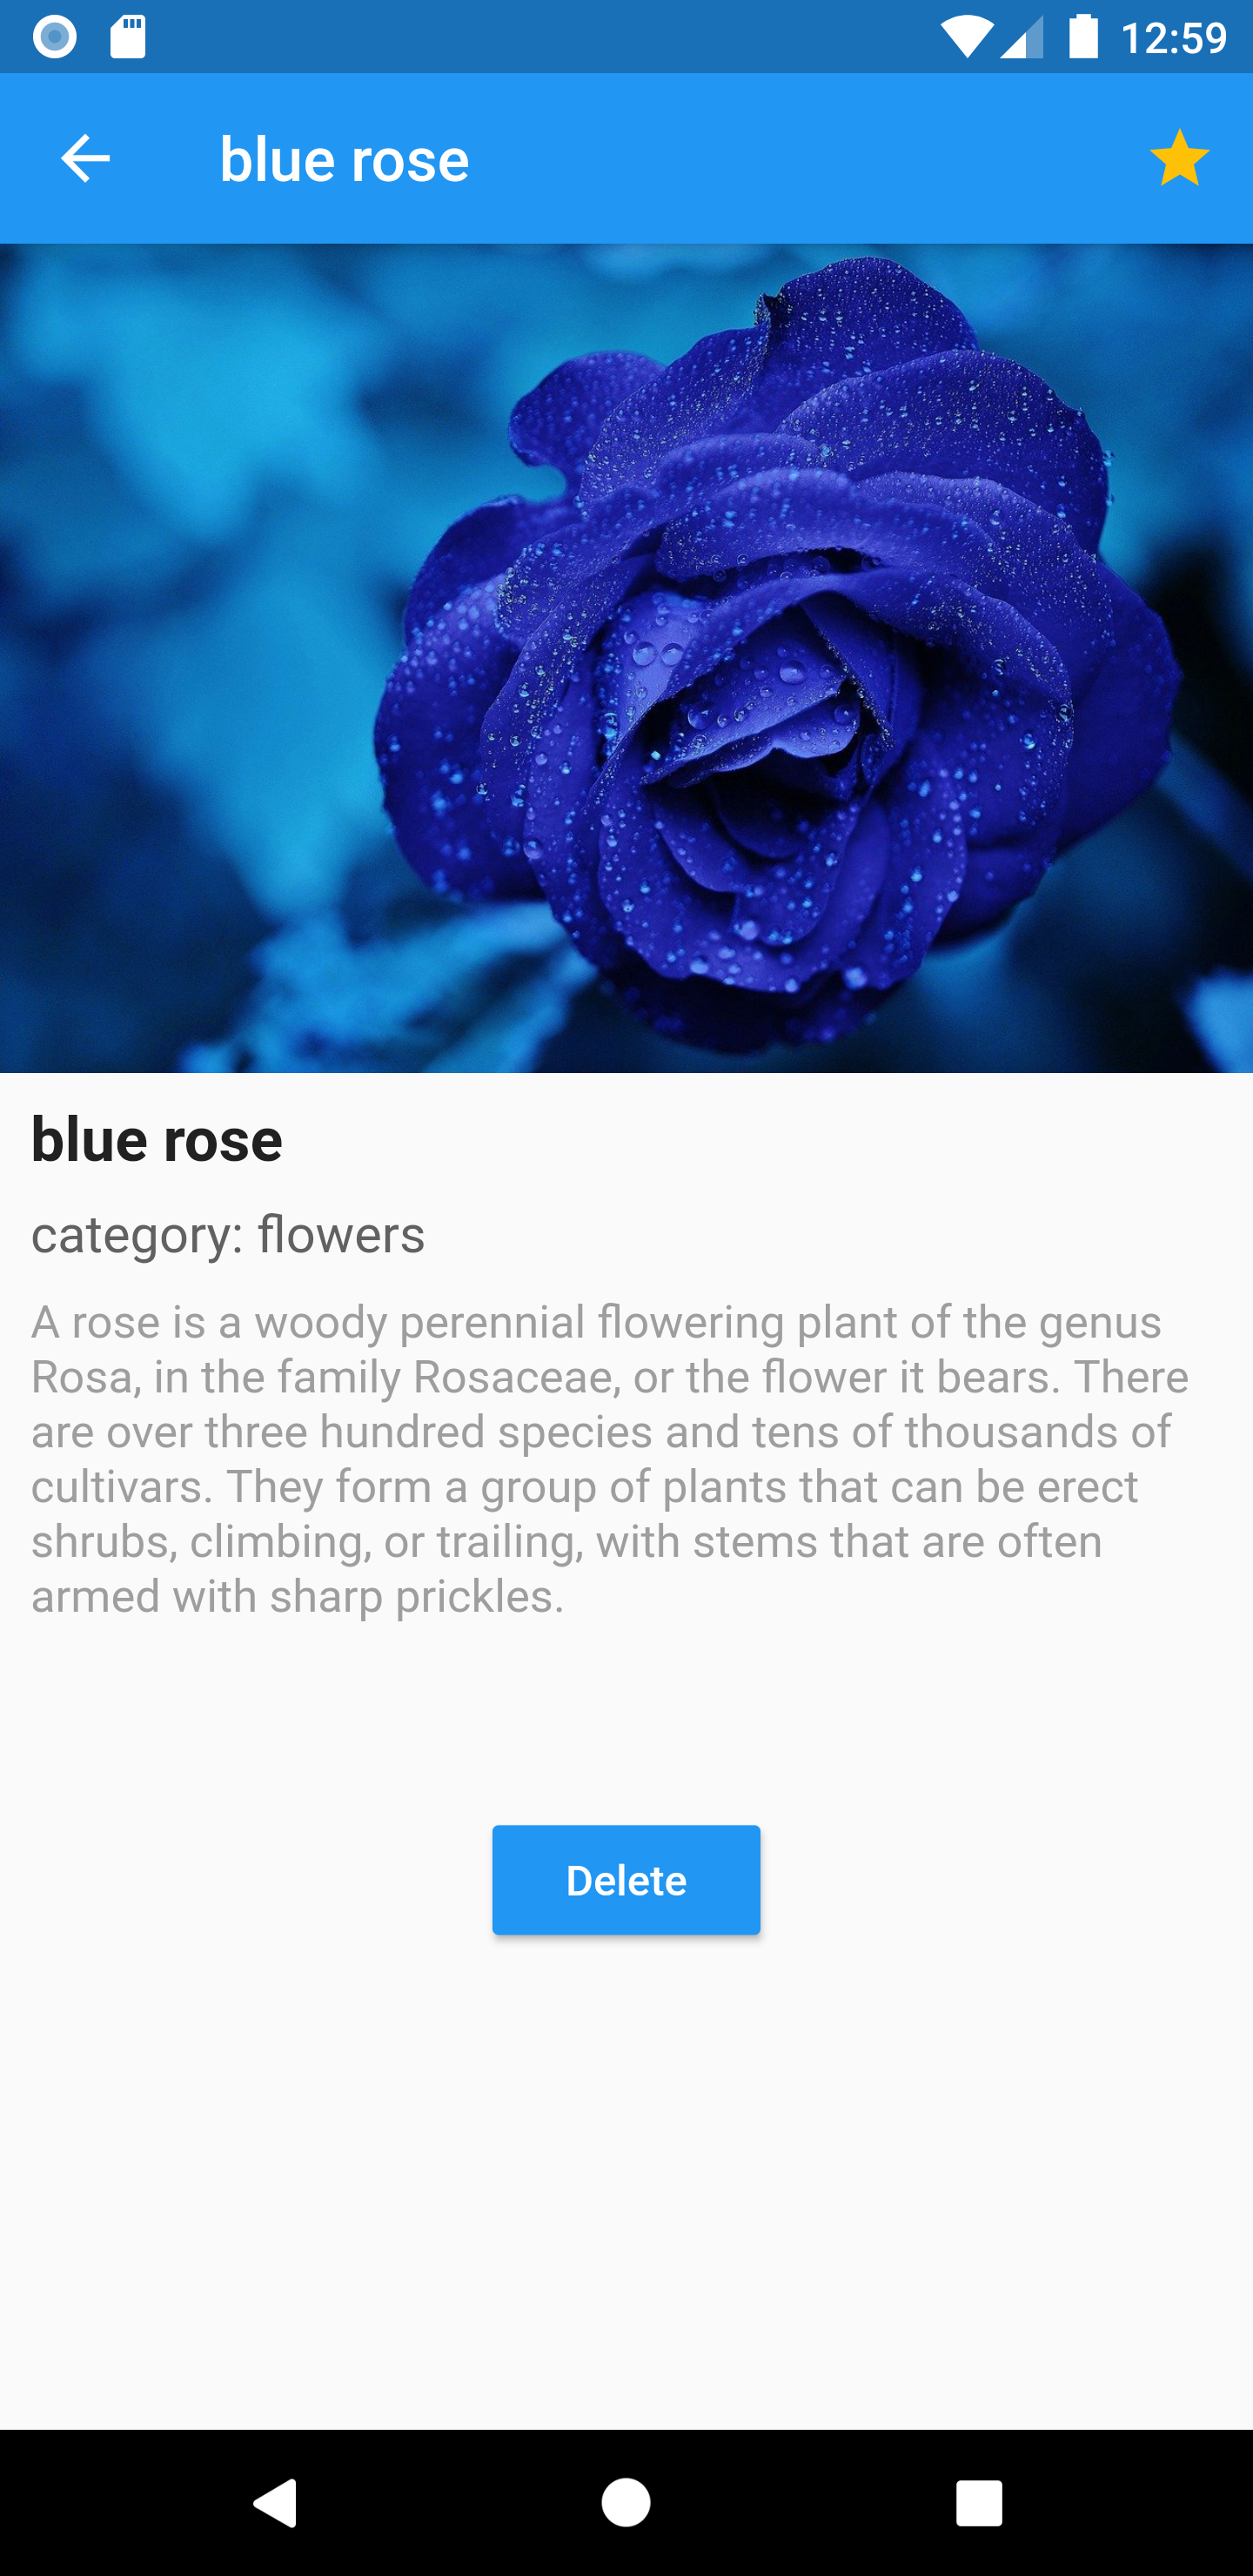 12:59
blue rose
blue rose
category: flowers
A rose is a woody perennial flowering plant of the genus
Rosa, in the family Rosaceae, or the flower it bears. There
are over three hundred species and tens of thousands of
cultivars. They form a group of plants that can be erect
shrubs, climbing, or trailing, with stems that are often
armed with sharp prickles.
Delete